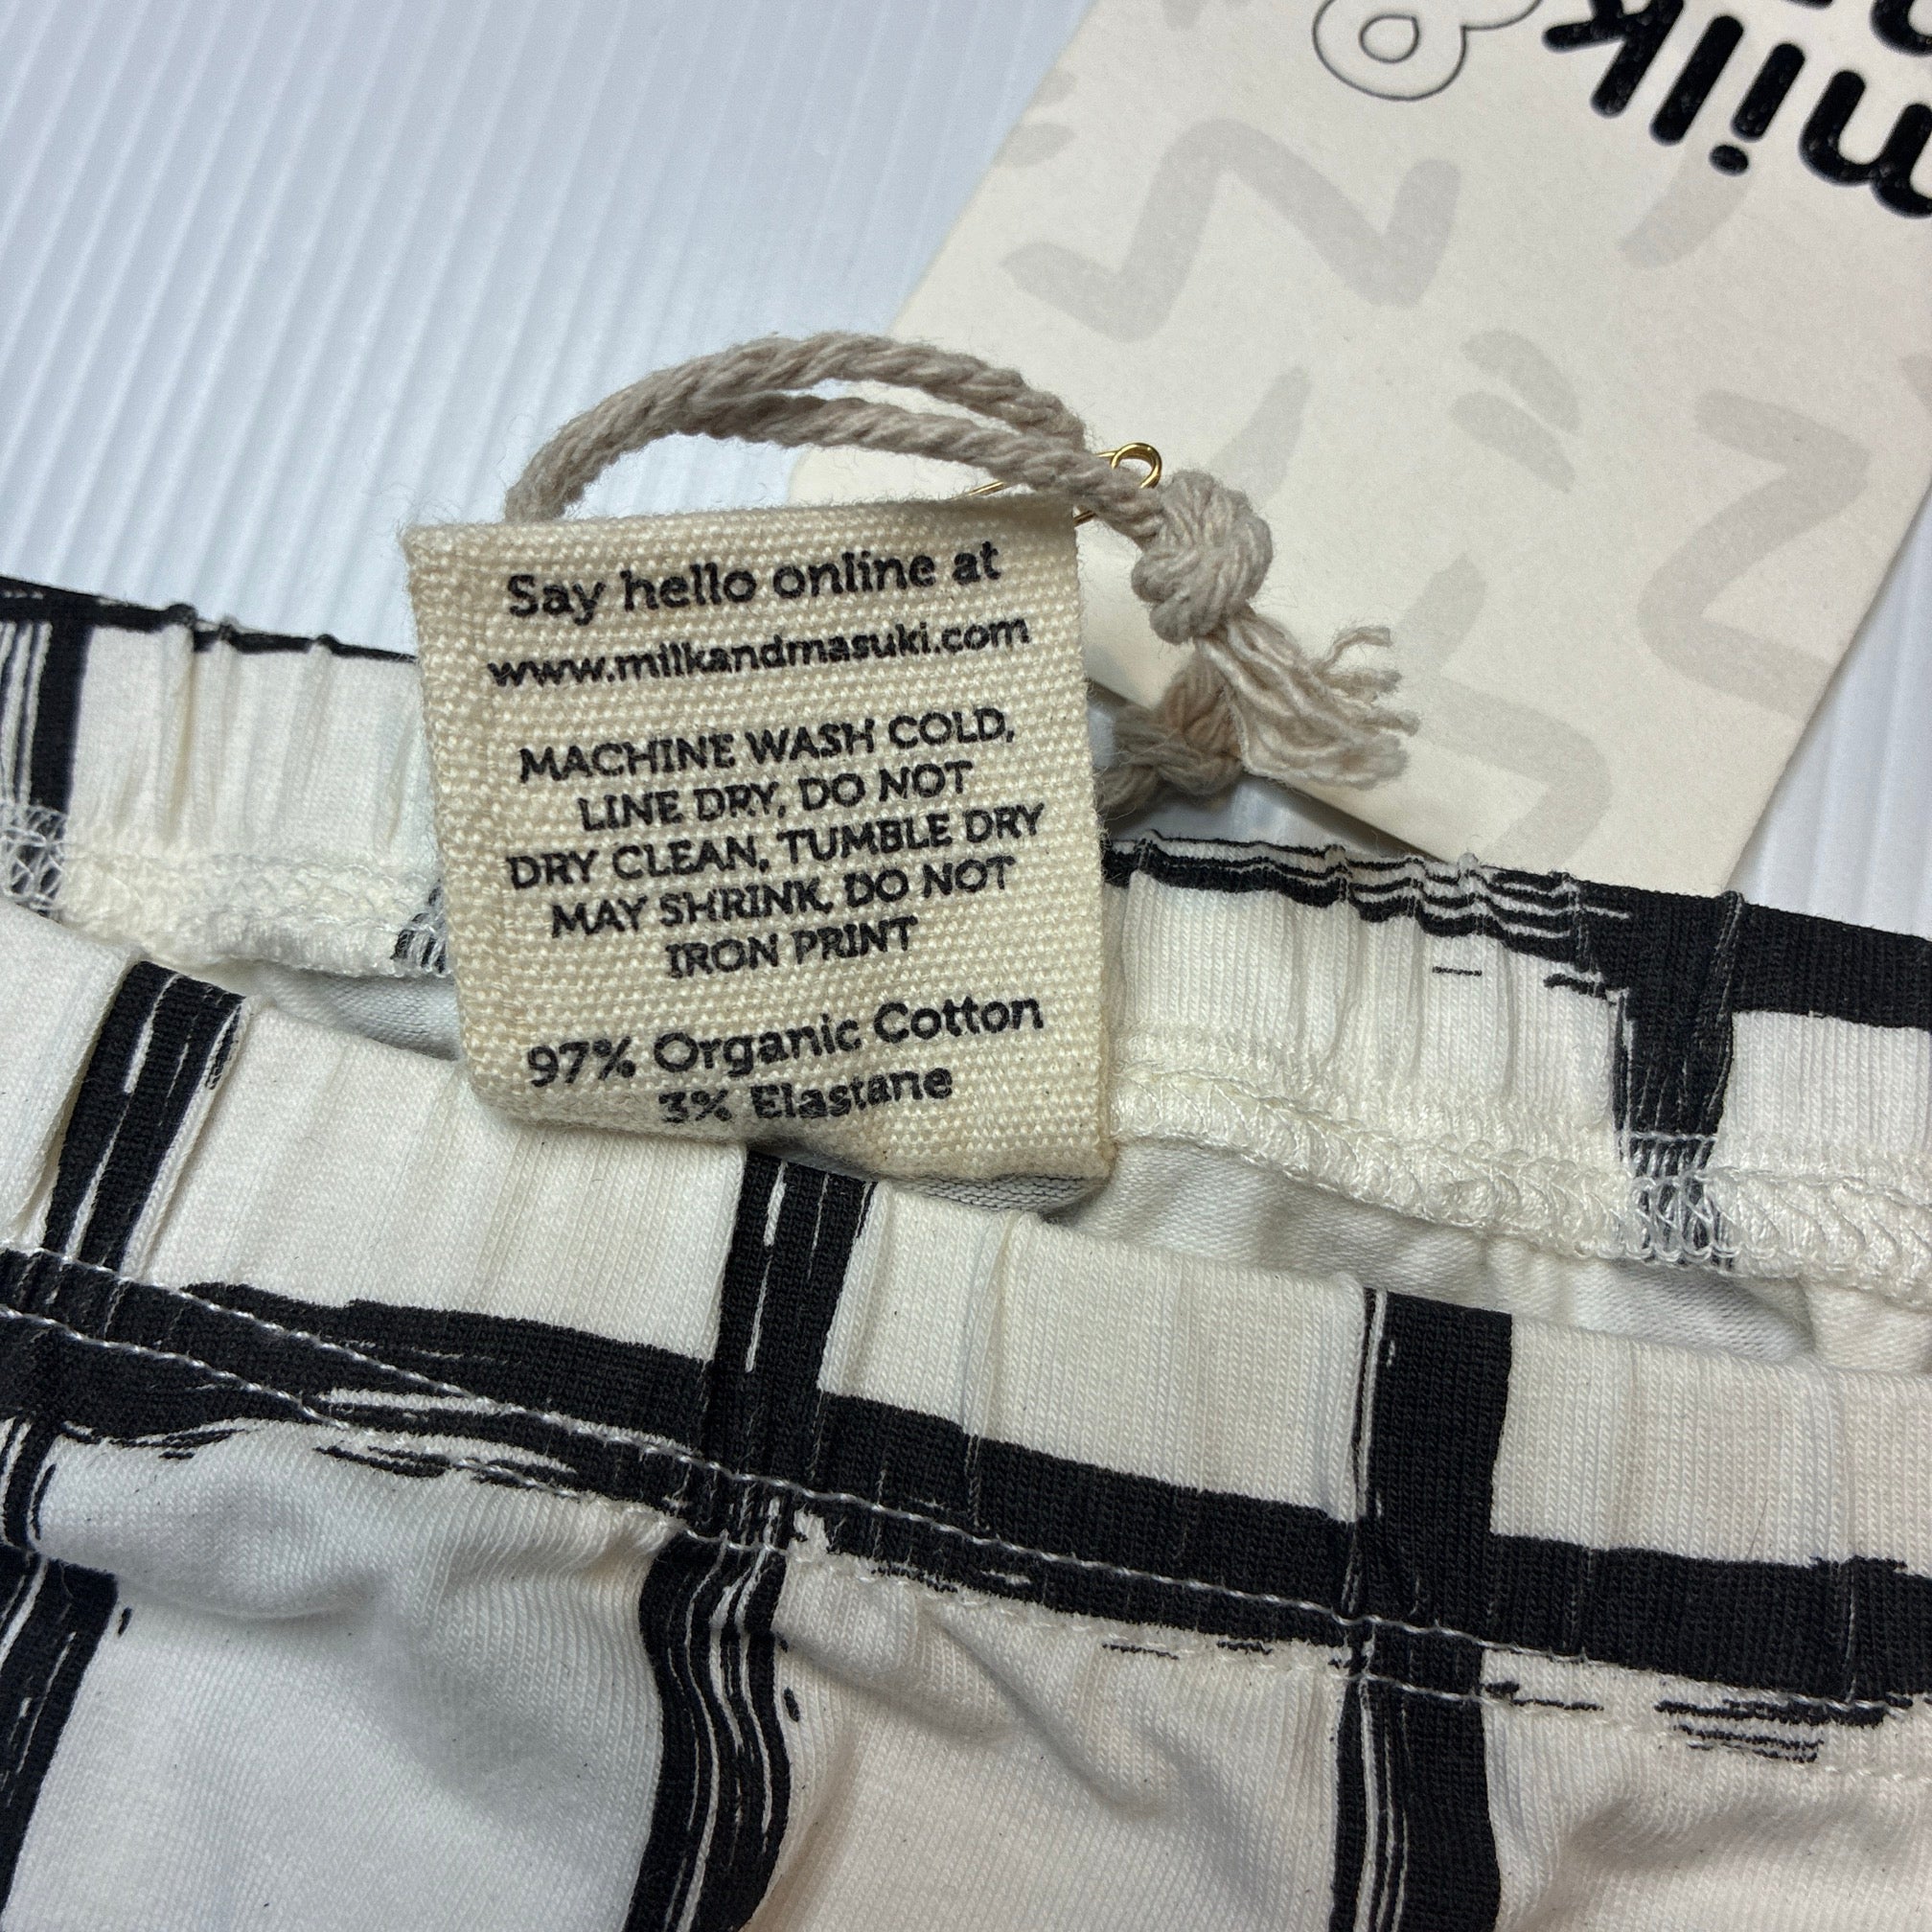 milk
Say hello online at
www.milkandmasuki.com
MACHINE WASH COLD,
LINE DRY, DO NOT
DRY CLEAN, TUMBLE DRY
MAY SHRINK, DO NOT
IRON PRINT
97% Organic Cotton
3% Elastane